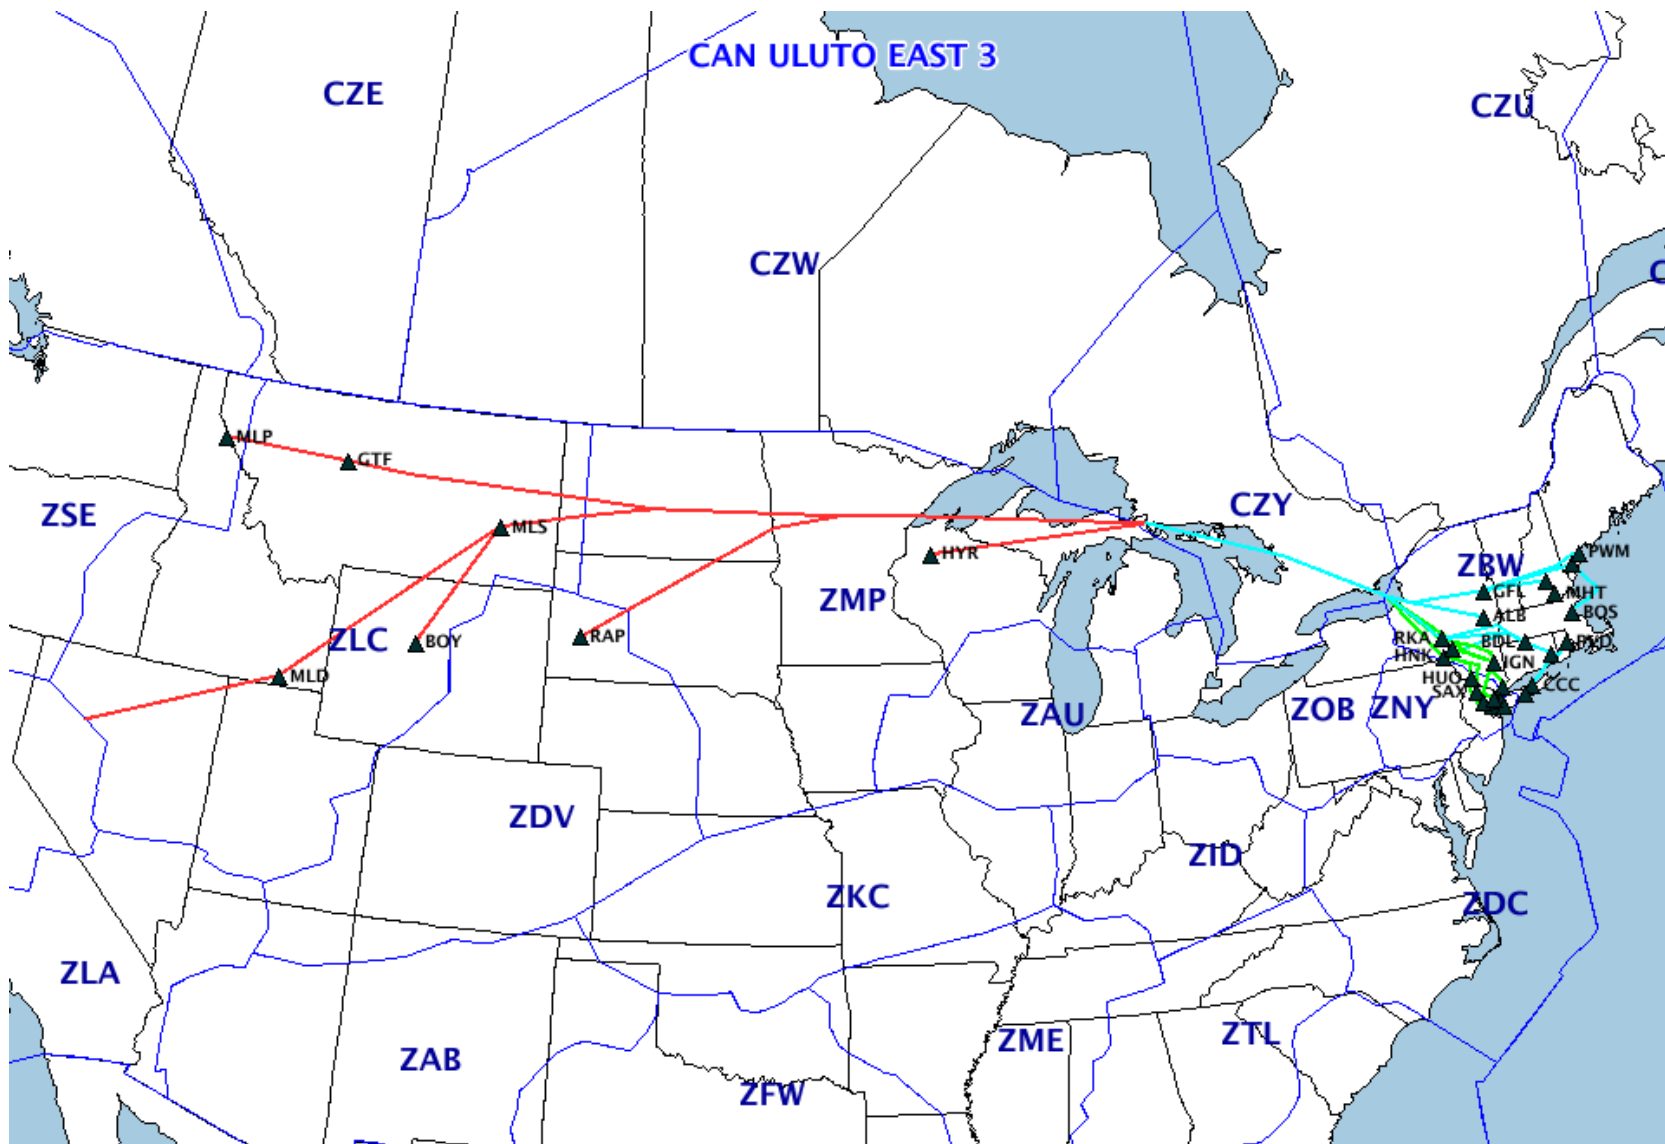 CAN ULUTO EAST 3
CZE
CZU
CZW
C
MLP
GTF
ZSE
CZY
MLS
HYR
PWM
ZBW
GFL
MHT
ZMP
ALB
BOS
RAP
RKA
BDL
PVD
ZLC
BOY
HNK
IGN
MLD
HUO
SAX
CCC
ZAU
ZOB
ZNY
ZDV
ZID
ZKC
ZDC
ZLA
ZME
ZTL
ZAB
ZFW